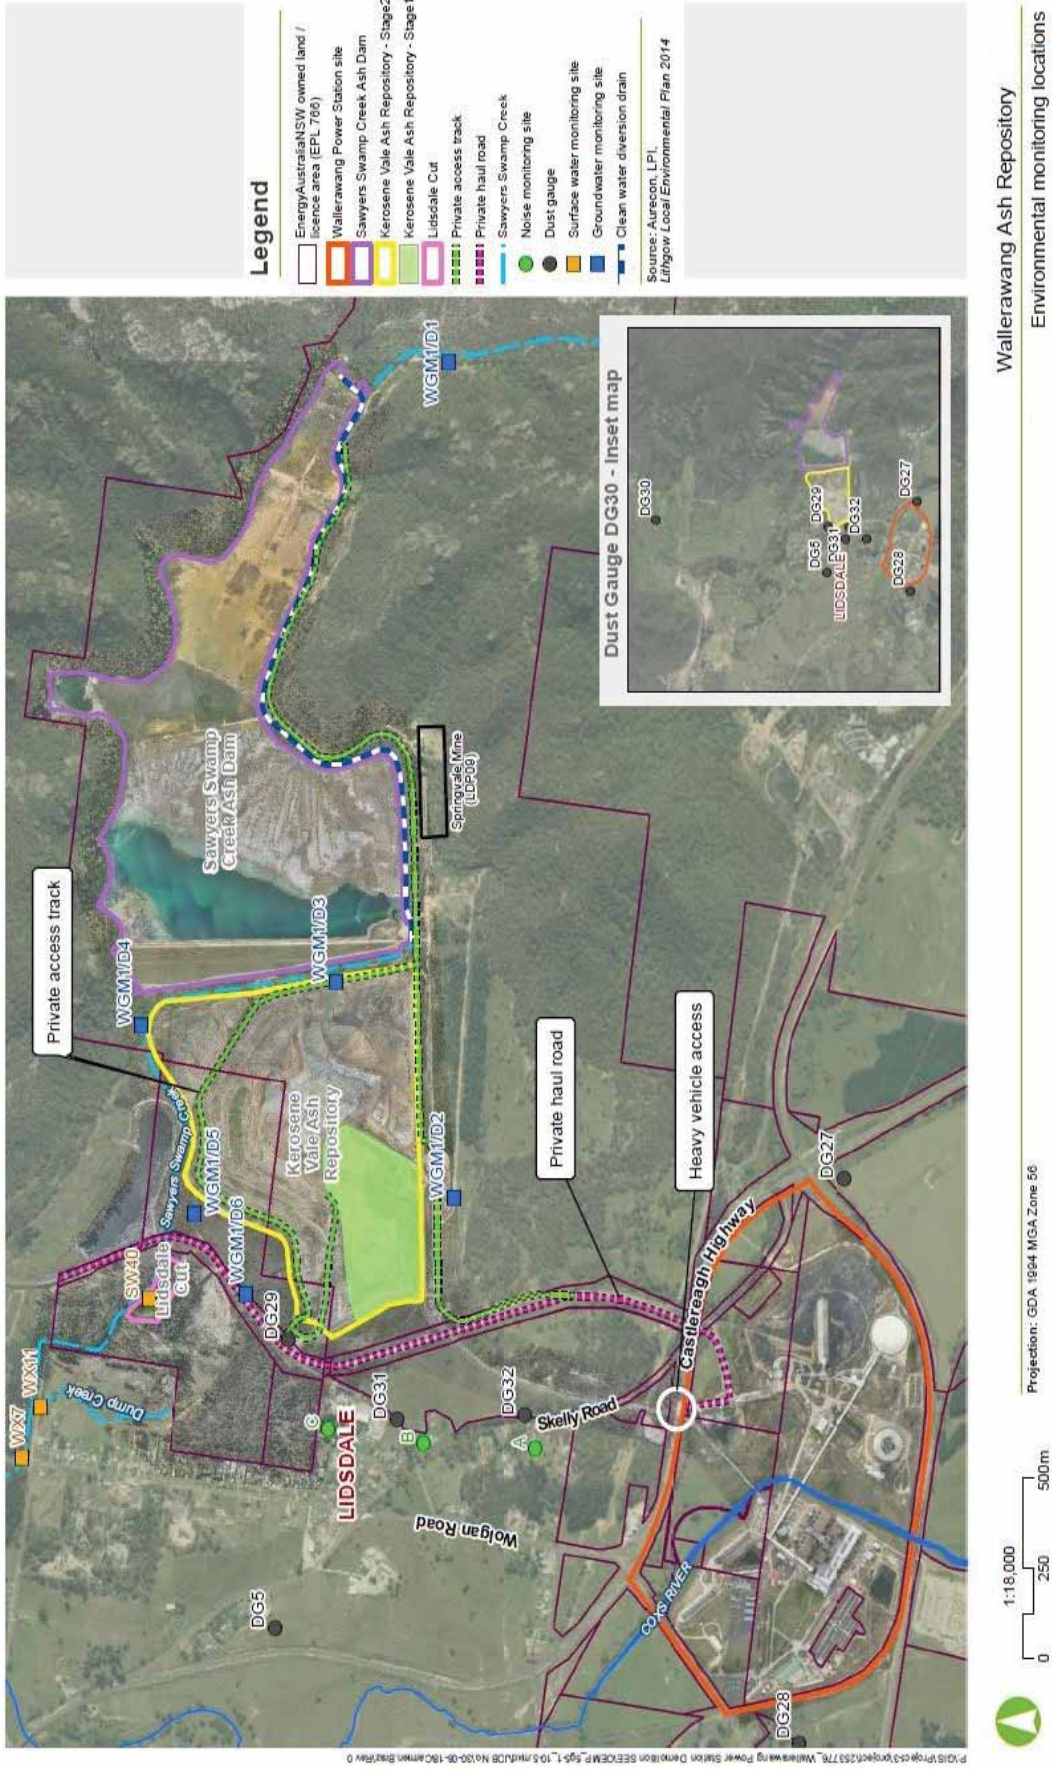 Legend
EnergyAustraliaNSW owned land /
licence area (EPL 766)
Wallerawang Power Station site
Sawyers Swamp Creek Ash Dam
Kerosene Vale Ash Repository - Stage2
Kerosene Vale Ash Repository - Stage1
Lidsdale Cut
Private access track
Private haul road
Sawyers Swamp Creek
Noise monitoring site
Dust gauge
Surface water monitoring site
Groundwater monitoring site
Clean water diversion drain
Source: Aurecon, LPI,
Lithgow Local Environmental Plan 2014
WX7
WX11
Dump Creek
SW40
Lidsdale
Cut
Sawyers Swamp Creek
WGM1/D5
WGM1/D6
WGM1/D4
WGM1/D3
WGM1/D2
WGM1/D1
Private access track
Sawyers Swamp
Creek Ash Dam
Kerosene
Vale Ash
Repository
Springvale Mine
(LDP09)
DG5
DG29
DG31
DG32
C
B
A
LIDSDALE
Wolgan Road
Skelly Road
Private haul road
Heavy vehicle access
Castlereagh Highway
COXS RIVER
DG27
DG28
Dust Gauge DG30 - Inset map
DG30
DG5
DG29
DG31
DG32
LIDSDALE
DG27
DG28
1:18,000
0
250
500m
Projection: GDA 1994 MGA Zone 56
Wallerawang Ash Repository
Environmental monitoring locations